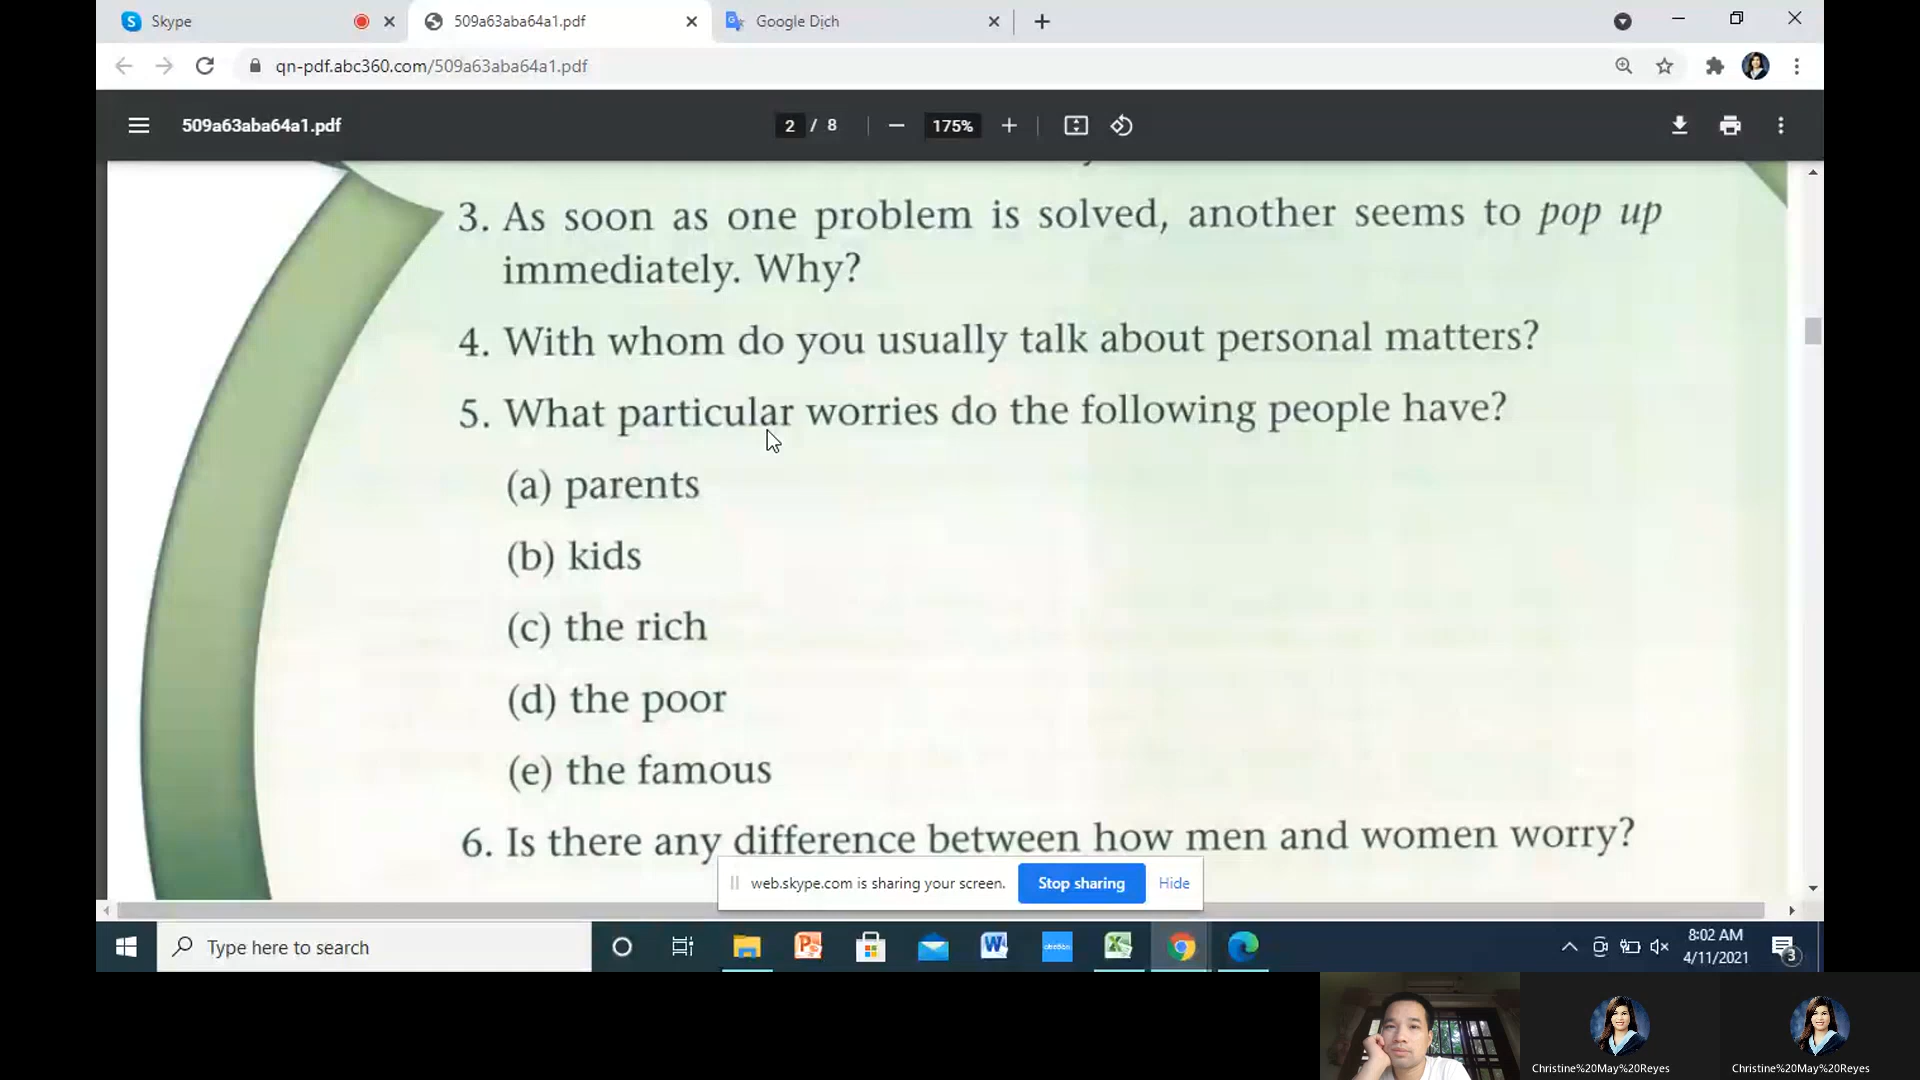 Skype
509a63aba64a1.pdf
Google Dịch
qn-pdf.abc360.com/509a63aba64a1.pdf
509a63aba64a1.pdf
2 / 8
175%
3. As soon as one problem is solved, another seems to pop up
immediately. Why?
4. With whom do you usually talk about personal matters?
5. What particular worries do the following people have?
(a) parents
(b) kids
(c) the rich
(d) the poor
(e) the famous
6. Is there any difference between how men and women worry?
web.skype.com is sharing your screen.
Stop sharing
Hide
Type here to search
8:02 AM
4/11/2021
3
Christine%20May%20Reyes
Christine%20May%20Reyes